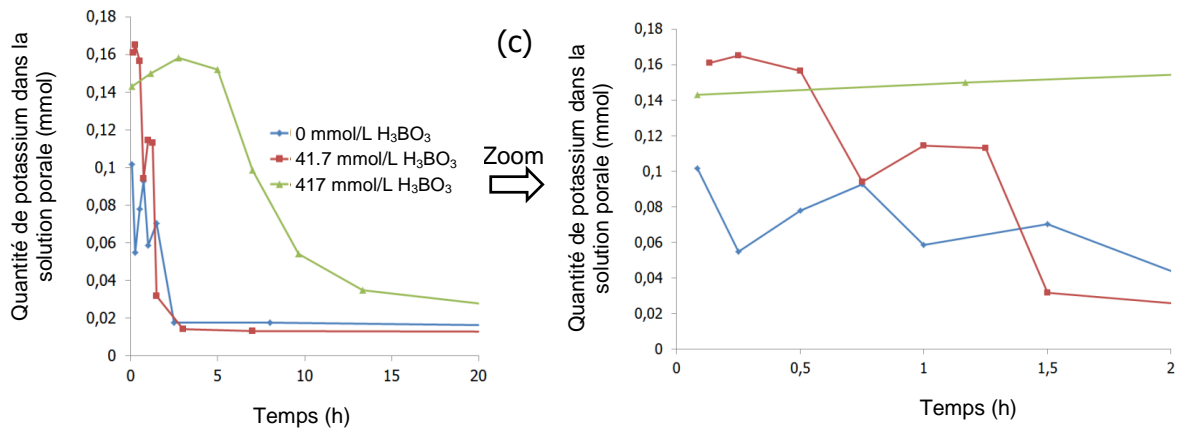 Quantité de potassium dans la
solution porale (mmol)
0,18
0,16
0,14
0,12
0,1
0,08
0,06
0,04
0,02
0
0 5 10 15 20
Temps (h)
0 mmol/L H₃BO₃
41.7 mmol/L H₃BO₃
417 mmol/L H₃BO₃
(c)
Zoom
Quantité de potassium dans la
solution porale (mmol)
0,18
0,16
0,14
0,12
0,1
0,08
0,06
0,04
0,02
0
0 0,5 1 1,5 2
Temps (h)